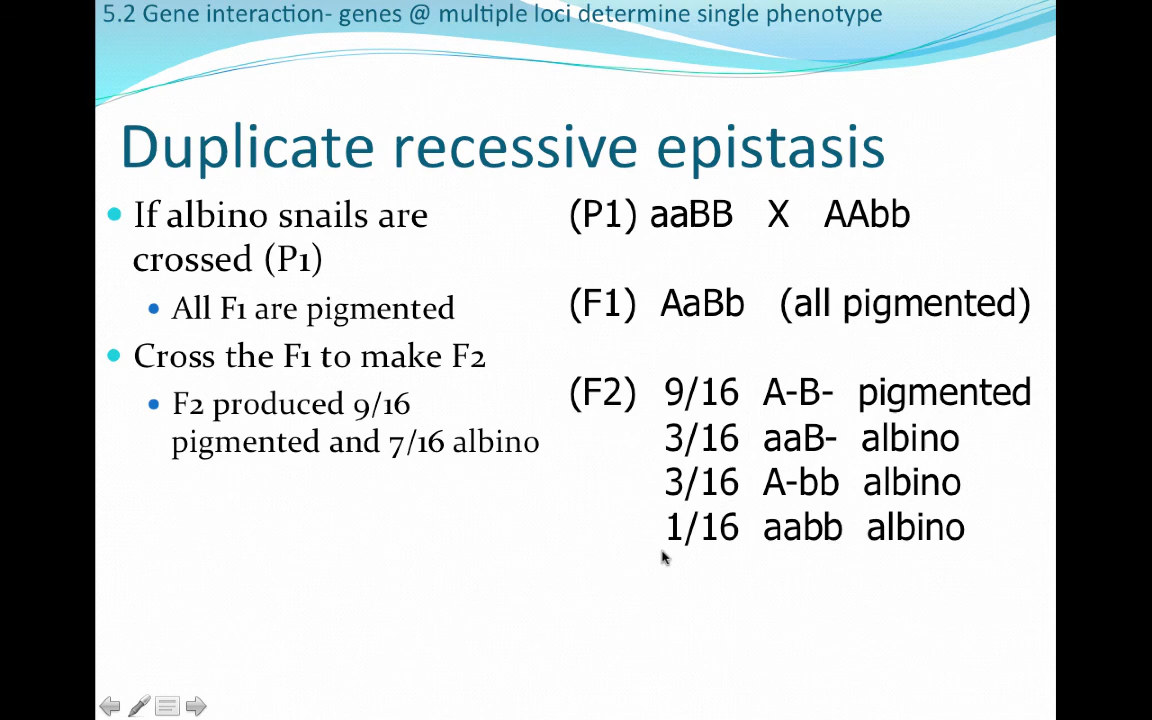 5.2 Gene interaction- genes @ multiple loci determine single phenotype
Duplicate recessive epistasis
If albino snails are
crossed (P1)
All F1 are pigmented
Cross the F1 to make F2
F2 produced 9/16
pigmented and 7/16 albino
(P1) aaBB X AAbb
(F1) AaBb (all pigmented)
(F2) 9/16 A-B- pigmented
3/16 aaB- albino
3/16 A-bb albino
1/16 aabb albino